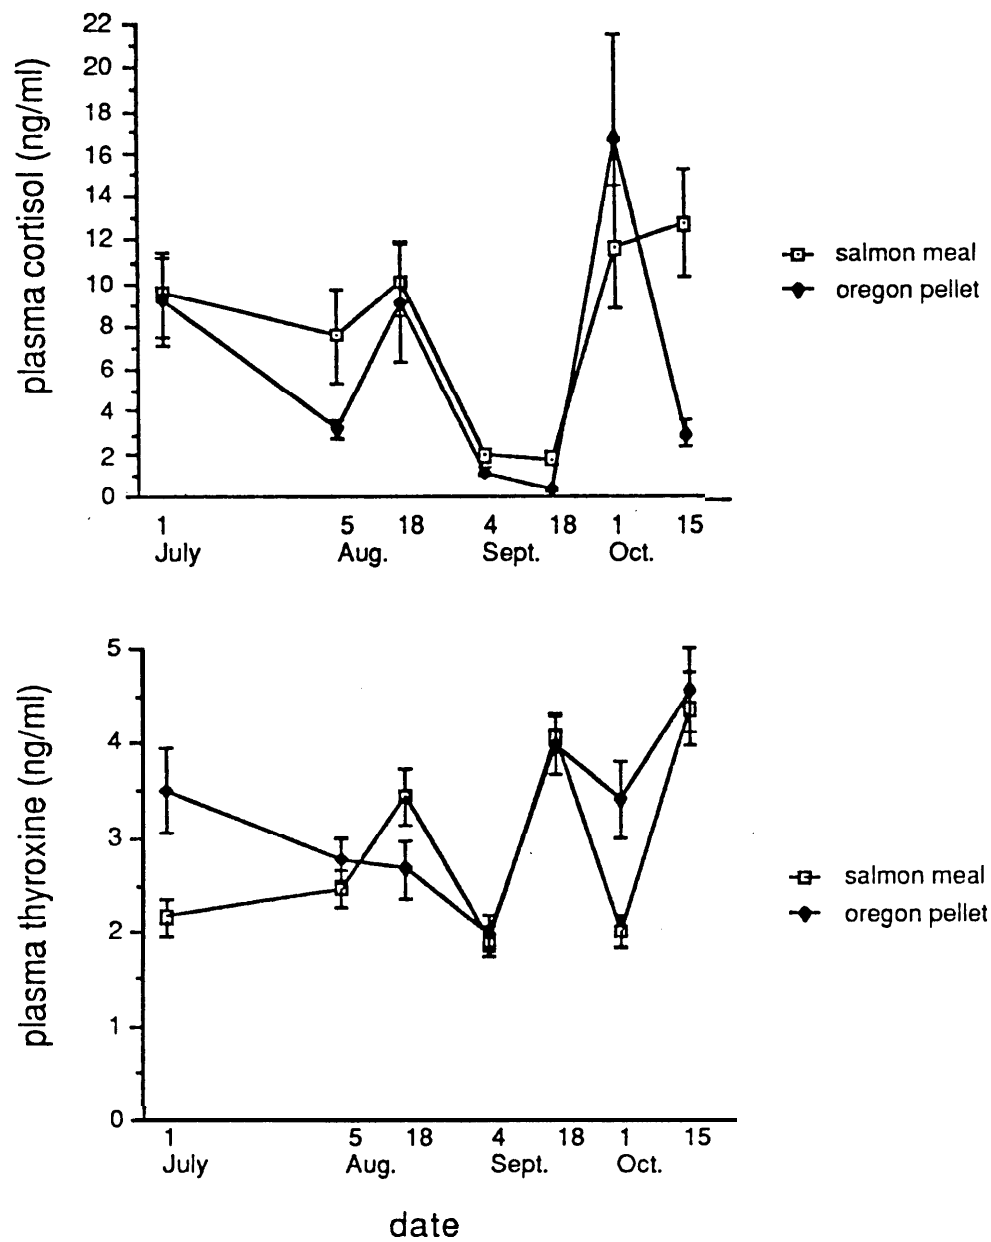 22
20
18
16
14
12
10
8
6
4
2
0
plasma cortisol (ng/ml)
salmon meal
oregon pellet
1 5 18 4 18 1 15
July Aug. Sept. Oct.
5
4
3
2
1
0
plasma thyroxine (ng/ml)
salmon meal
oregon pellet
1 5 18 4 18 1 15
July Aug. Sept. Oct.
date